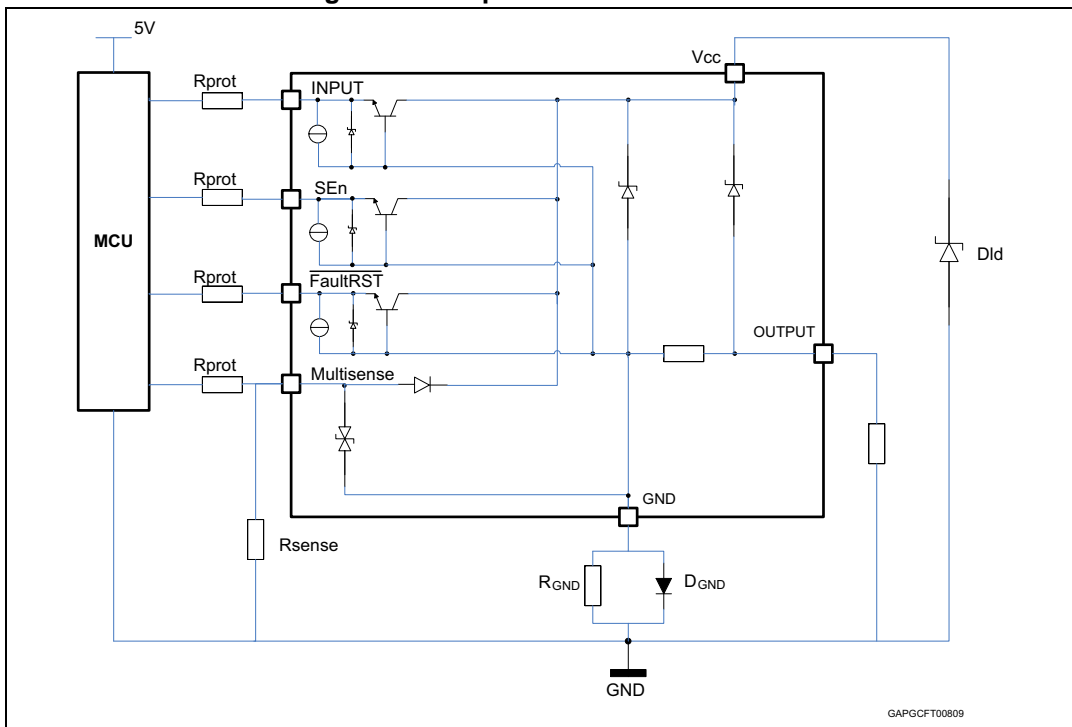 5V
Vcc
Rprot
INPUT
Rprot
SEn
MCU
Dld
Rprot
FaultRST
OUTPUT
Rprot
Multisense
GND
Rsense
RGND
DGND
GND
GAPGCFT00809